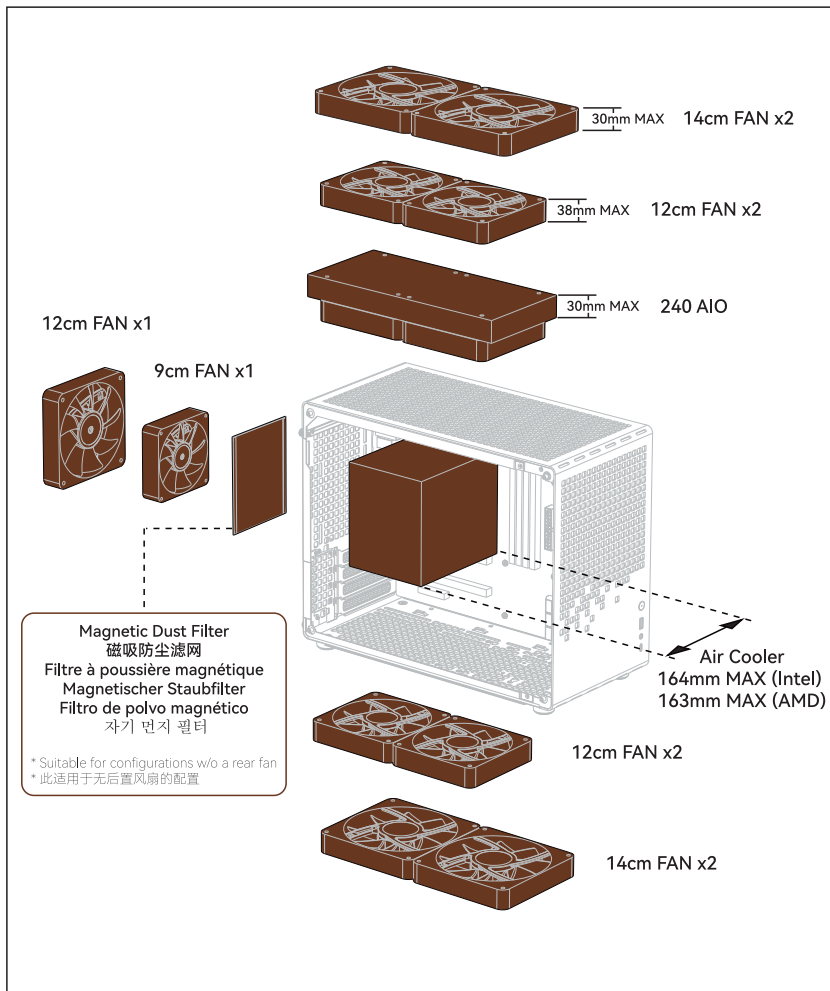 30mm MAX
14cm FAN x2
38mm MAX
12cm FAN x2
30mm MAX
240 AIO
12cm FAN x1
9cm FAN x1
Magnetic Dust Filter
磁吸防尘滤网
Filtre à poussière magnétique
Magnetischer Staubfilter
Filtro de polvo magnético
자기 먼지 필터
* Suitable for configurations w/o a rear fan
* 此适用于无后置风扇的配置
Air Cooler
164mm MAX (Intel)
163mm MAX (AMD)
12cm FAN x2
14cm FAN x2